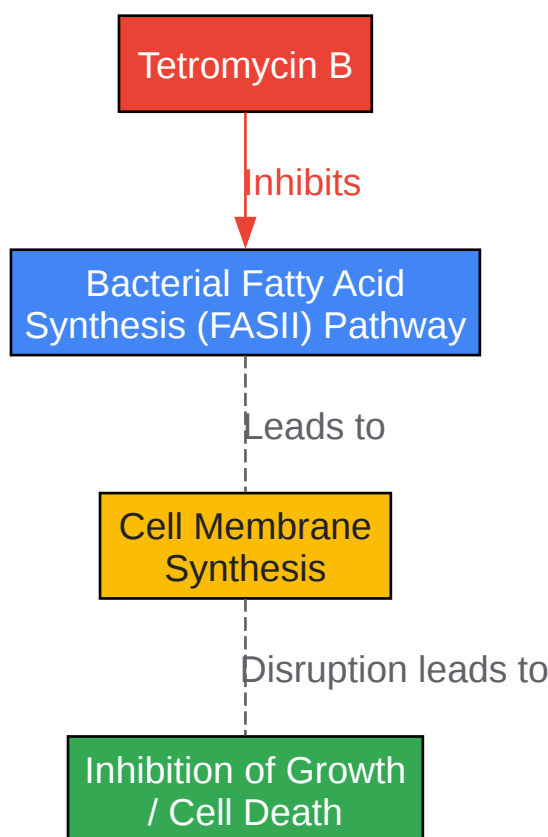 Tetromycin B
Inhibits
Bacterial Fatty Acid
Synthesis (FASII) Pathway
Leads to
Cell Membrane
Synthesis
Disruption leads to
Inhibition of Growth
/ Cell Death